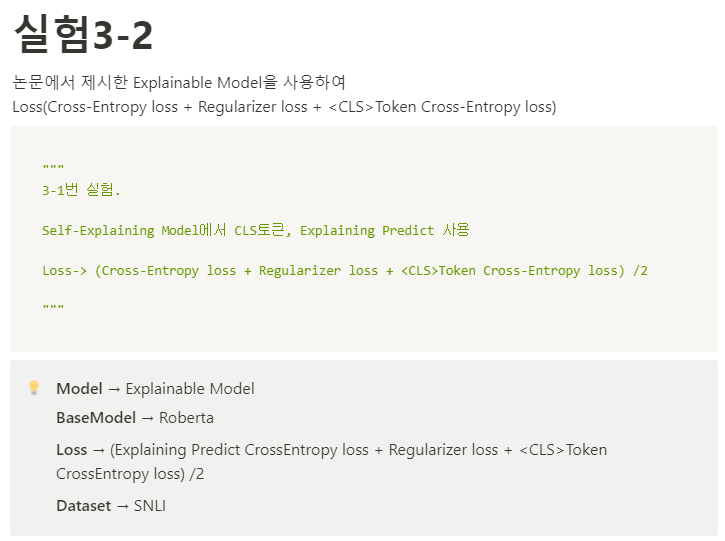 실험3-2
논문에서 제시한 Explainable Model을 사용하여
Loss(Cross-Entropy loss + Regularizer loss + <CLS>Token Cross-Entropy loss)
"""
3-1번 실험.
Self-Explaining Model에서 CLS토큰, Explaining Predict 사용
Loss-> (Cross-Entropy loss + Regularizer loss + <CLS>Token Cross-Entropy loss) /2
"""
Model → Explainable Model
BaseModel → Roberta
Loss → (Explaining Predict CrossEntropy loss + Regularizer loss + <CLS>Token
CrossEntropy loss) /2
Dataset → SNLI